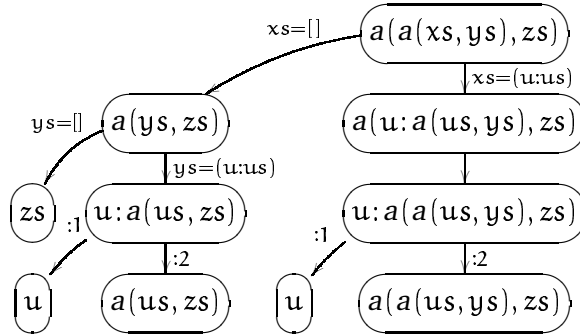 xs=[]
a(a(xs,ys),zs)
xs=(u:us)
a(ys,zs)
a(u:a(us,ys),zs)
ys=[]
ys=(u:us)
zs
u:a(us,zs)
u:a(a(us,ys),zs)
:1
:2
:1
:2
u
a(us,zs)
u
a(a(us,ys),zs)